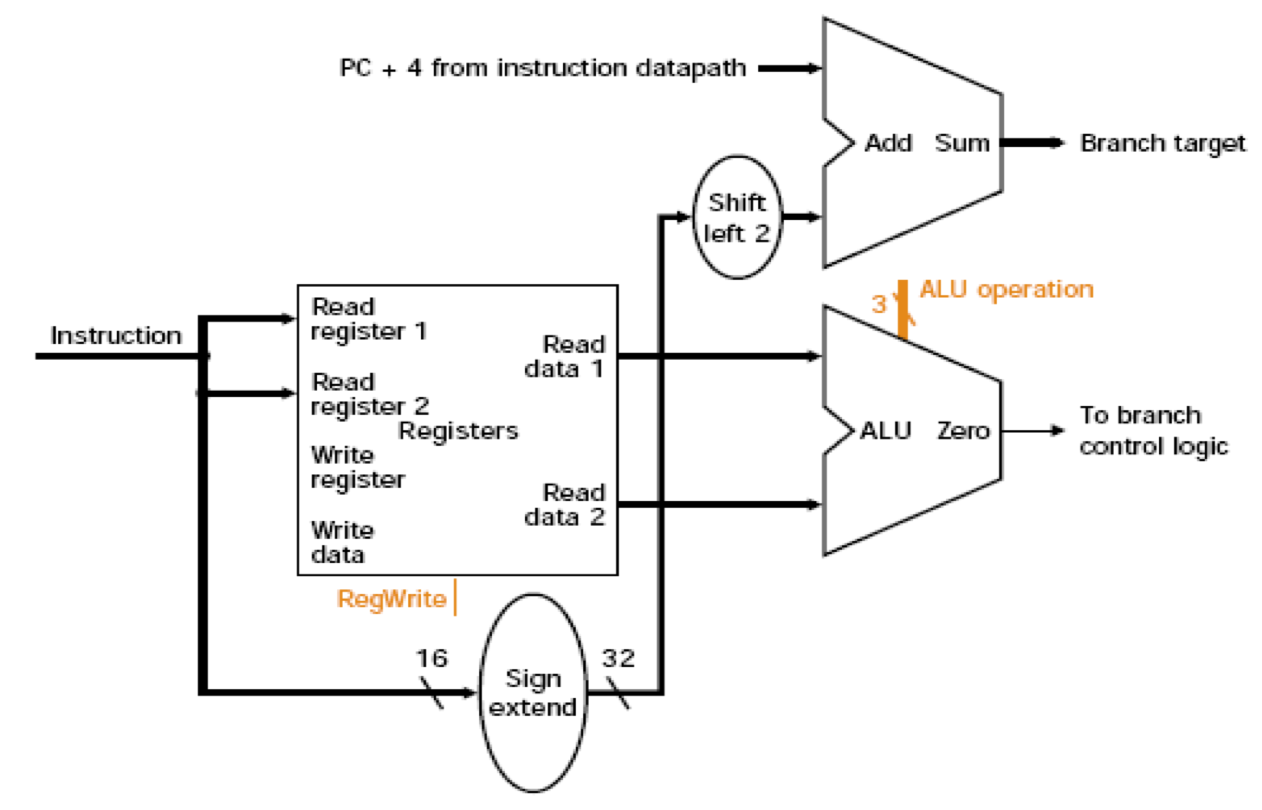 PC + 4 from instruction datapath
Add Sum
Branch target
Shift
left 2
3
ALU operation
Instruction
Read
register 1
Read
data 1
Read
register 2
Registers
Write
register
Read
data 2
Write
data
ALU Zero
To branch
control logic
RegWrite
16
Sign
extend
32